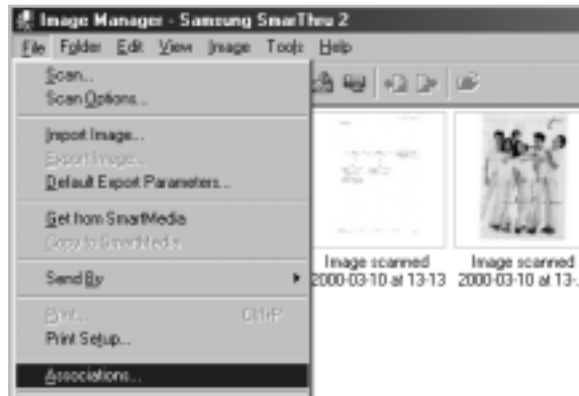 Image Manager - Samsung SmarThru 2
File Folder Edit View Image Tools Help
Scan...
Scan Options...
Import Image...
Export Image...
Default Export Parameters...
Get from SmartMedia
Copy to SmartMedia
Send By
Print... Ctrl+P
Print Setup...
Associations...
Image scanned
2000-03-10 at 13-13
Image scanned
2000-03-10 at 13-.